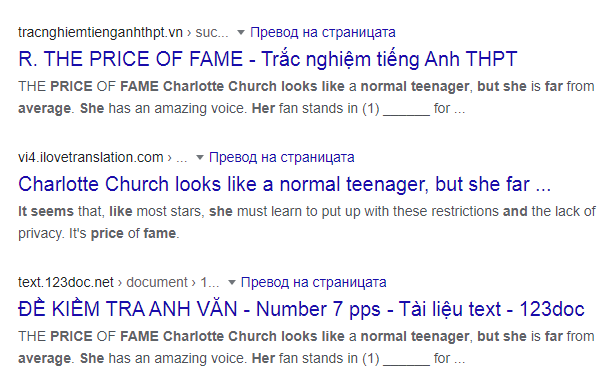 tracnghiemtienganhthpt.vn › suc... Превод на страницата
R. THE PRICE OF FAME - Trắc nghiệm tiếng Anh THPT
THE PRICE OF FAME Charlotte Church looks like a normal teenager, but she is far from
average. She has an amazing voice. Her fan stands in (1) ______ for ...
vi4.ilovetranslation.com › ... Превод на страницата
Charlotte Church looks like a normal teenager, but she far ...
It seems that, like most stars, she must learn to put up with these restrictions and the lack of
privacy. It's price of fame.
text.123doc.net › document › 1... Превод на страницата
ĐỀ KIỂM TRA ANH VĂN - Number 7 pps - Tài liệu text - 123doc
THE PRICE OF FAME Charlotte Church looks like a normal teenager, but she is far from
average. She has an amazing voice. Her fan stands in (1) ______ for ...